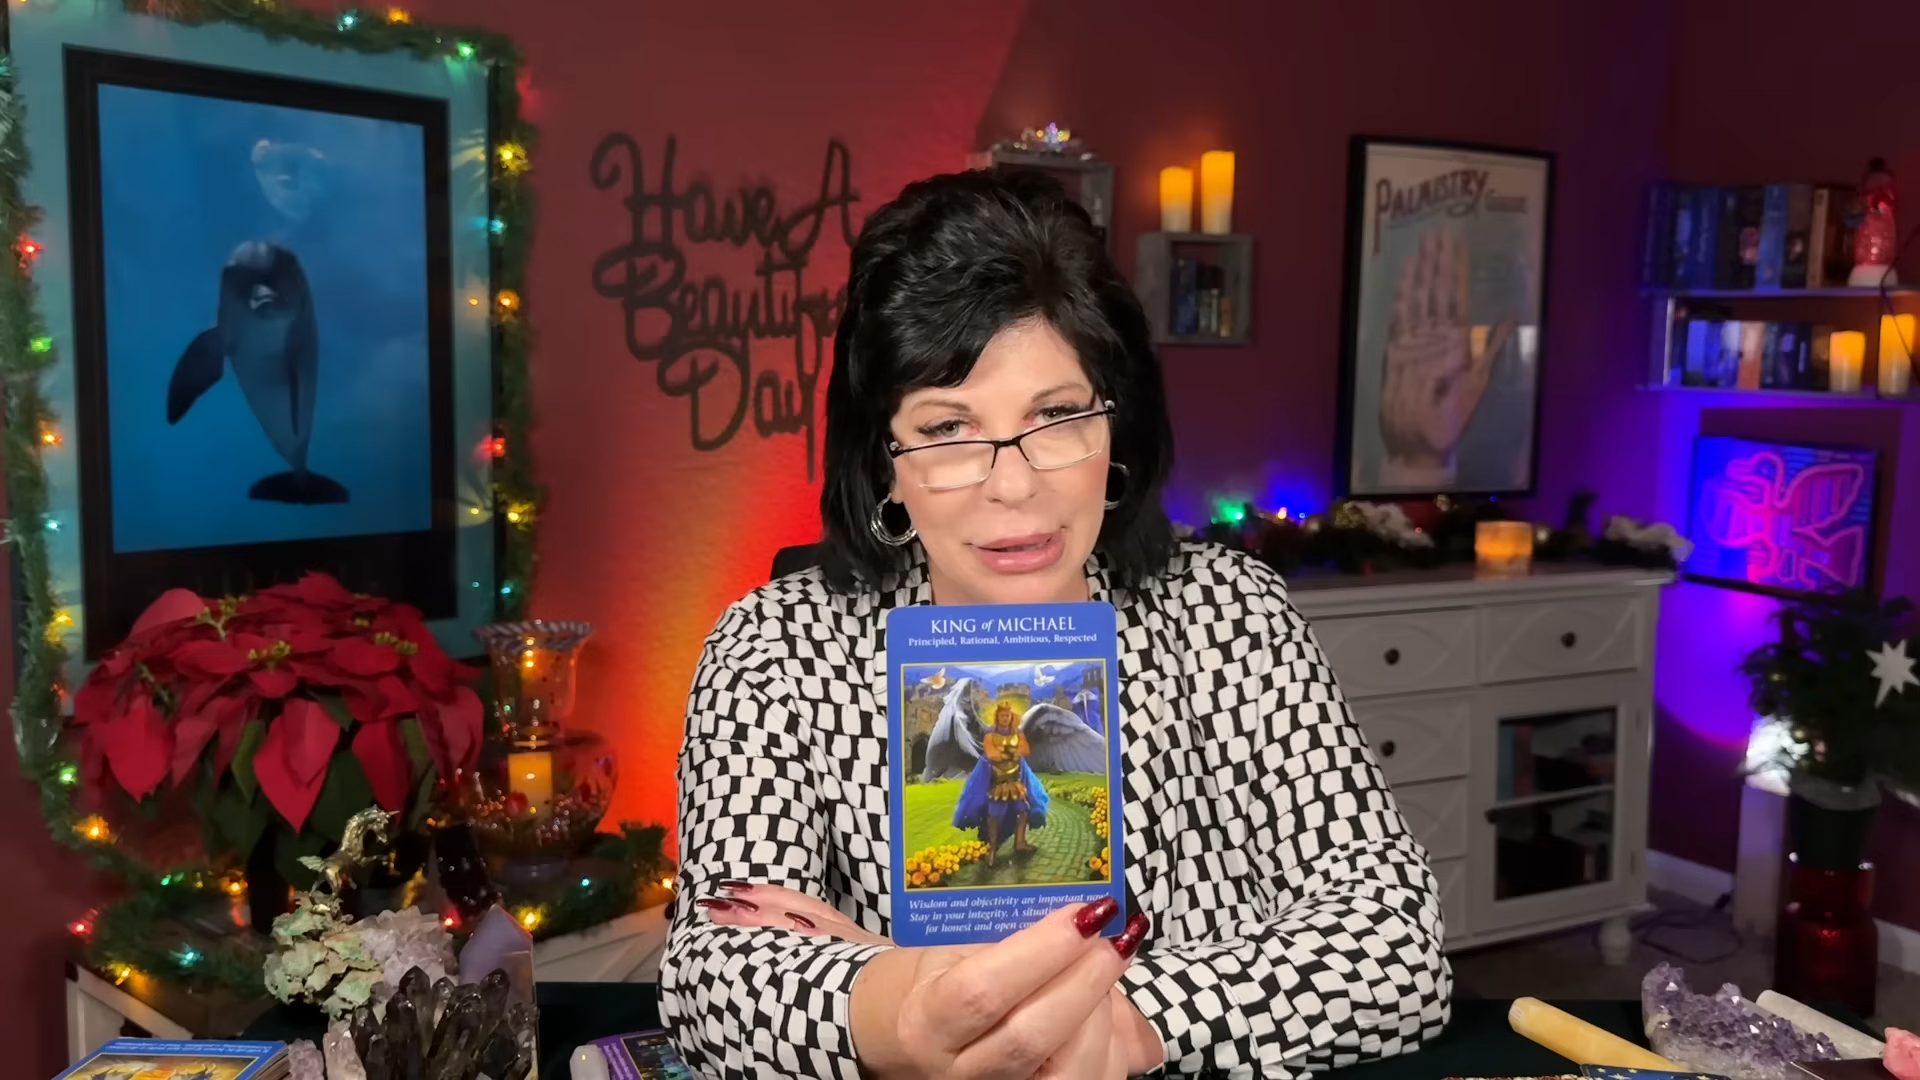 Have A
Beautiful
Day
PALMISTRY
KING of MICHAEL
Principled, Rational, Ambitious, Respected
Wisdom and objectivity are important now!
Stay in your integrity. A
for honest and open